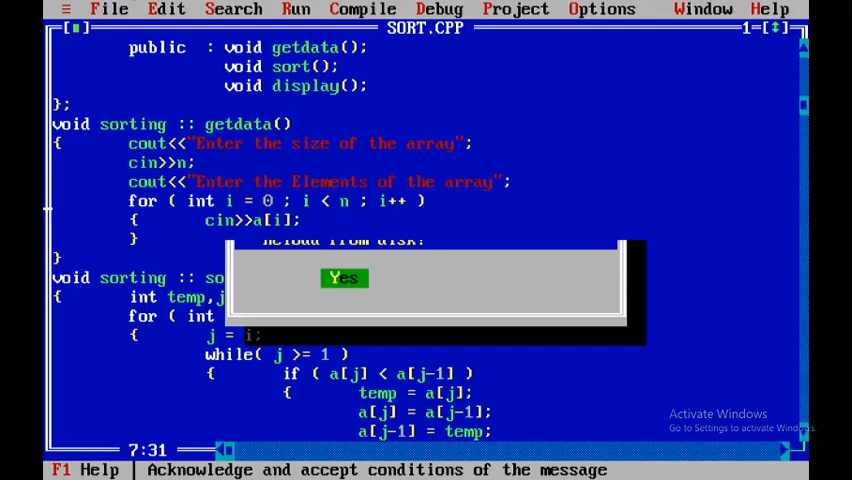 ≡ File Edit Search Run Compile Debug Project Options Window Help
[■] SORT.CPP 1=[↕]
public : void getdata();
void sort();
void display();
};
void sorting :: getdata()
{ cout<<"Enter the size of the array";
cin>>n;
cout<<"Enter the Elements of the array";
for ( int i = 0 ; i < n ; i++ )
{ cin>>a[i];
}
Reload from disk?
}
void sorting :: so
Yes
{ int temp,j
for ( int
{ j = i;
while( j >= 1 )
{ if ( a[j] < a[j-1] )
{ temp = a[j];
a[j] = a[j-1];
a[j-1] = temp;
Activate Windows
Go to Settings to activate Windows.
7:31
F1 Help | Acknowledge and accept conditions of the message